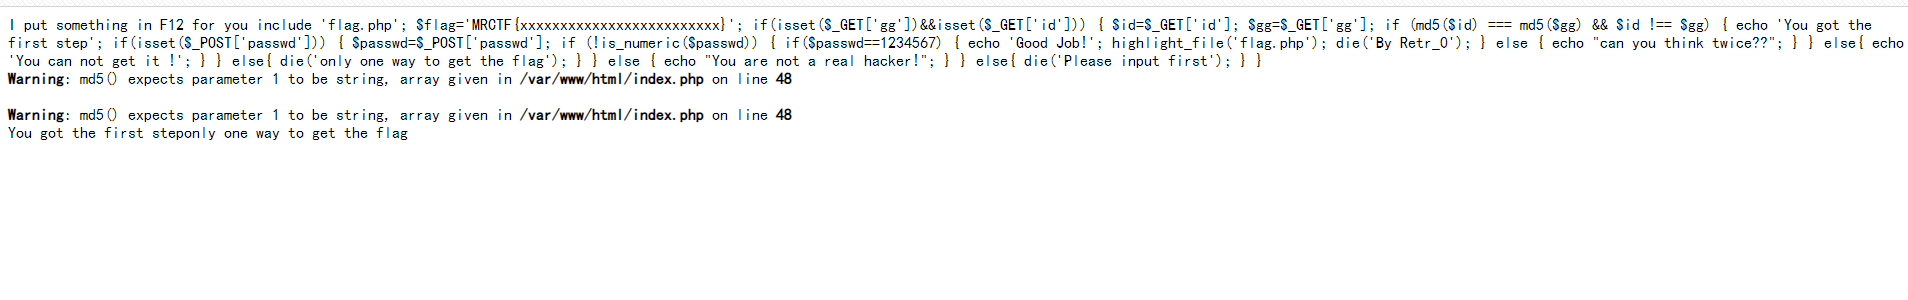 I put something in F12 for you include 'flag.php'; $flag='MRCTF{xxxxxxxxxxxxxxxxxxxxxxxxx}'; if(isset($_GET['gg'])&&isset($_GET['id'])) { $id=$_GET['id']; $gg=$_GET['gg']; if (md5($id) === md5($gg) && $id !== $gg) { echo 'You got the
first step'; if(isset($_POST['passwd'])) { $passwd=$_POST['passwd']; if (!is_numeric($passwd)) { if($passwd==1234567) { echo 'Good Job!'; highlight_file('flag.php'); die('By Retr_0'); } else { echo "can you think twice??"; } } else{ echo
'You can not get it !'; } } else{ die('only one way to get the flag'); } } else { echo "You are not a real hacker!"; } } else{ die('Please input first'); } }
Warning: md5() expects parameter 1 to be string, array given in /var/www/html/index.php on line 48
Warning: md5() expects parameter 1 to be string, array given in /var/www/html/index.php on line 48
You got the first steponly one way to get the flag